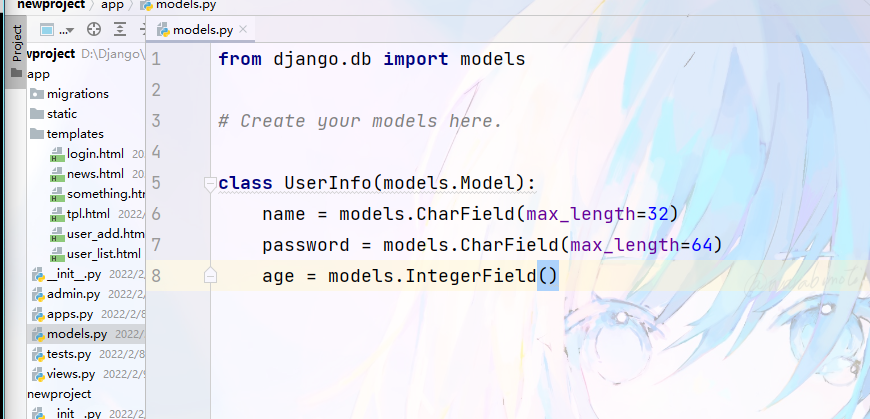 newproject > app > models.py
Project
...
models.py
wproject D:\Django\
app
migrations
static
templates
login.html 20
news.html 20
something.ht
tpl.html 2022/
user_add.html
user_list.html
__init__.py 2022/2/
admin.py 2022/2/8
apps.py 2022/2/8
models.py 2022/
tests.py 2022/2/8
views.py 2022/2/9
newproject
__init__.py 2022/2
1 from django.db import models
2
3 # Create your models here.
4
5 class UserInfo(models.Model):
6 name = models.CharField(max_length=32)
7 password = models.CharField(max_length=64)
8 age = models.IntegerField()